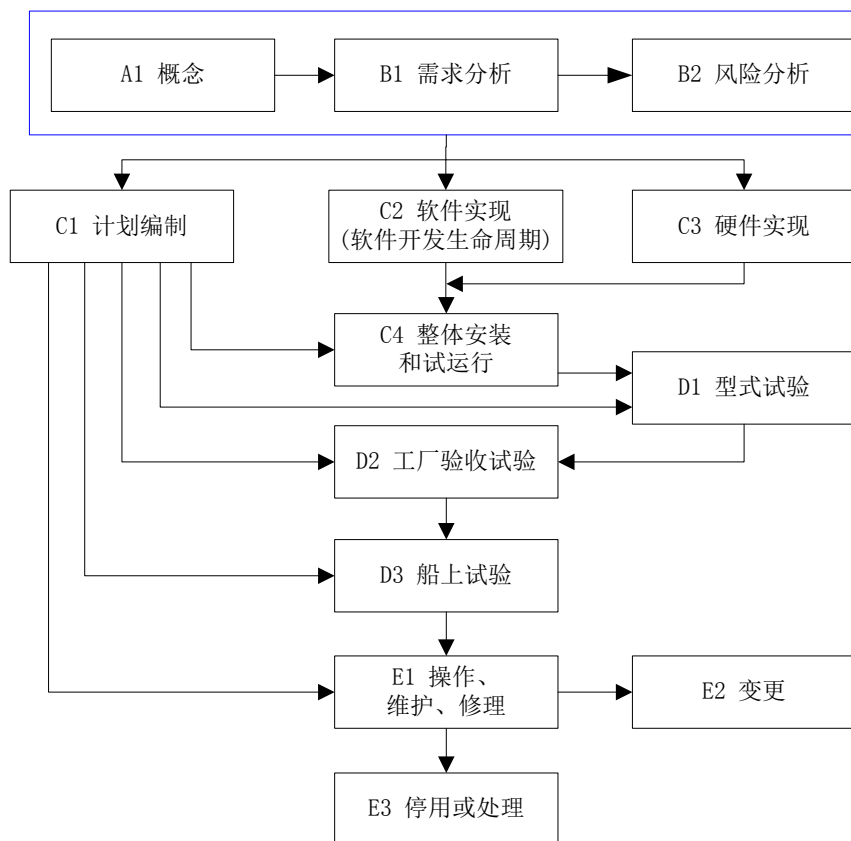 A1 概念
B1 需求分析
B2 风险分析
C1 计划编制
C2 软件实现
(软件开发生命周期)
C3 硬件实现
C4 整体安装
和试运行
D1 型式试验
D2 工厂验收试验
D3 船上试验
E1 操作、
维护、修理
E2 变更
E3 停用或处理